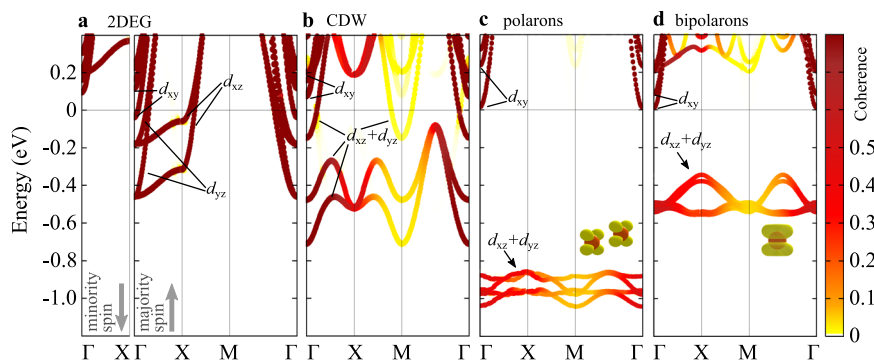 a 2DEG b CDW c polarons d bipolarons
Energy (eV)
0.2
0
-0.2
-0.4
-0.6
-0.8
-1.0
dxy
dxz
dyz
minority
spin
majority
spin
dxy
dxz+dyz
dxy
dxz+dyz
dxy
dxz+dyz
Coherence
0.5
0.4
0.3
0.2
0.1
0
Γ X Γ X M Γ Γ X M Γ Γ X M Γ Γ X M Γ